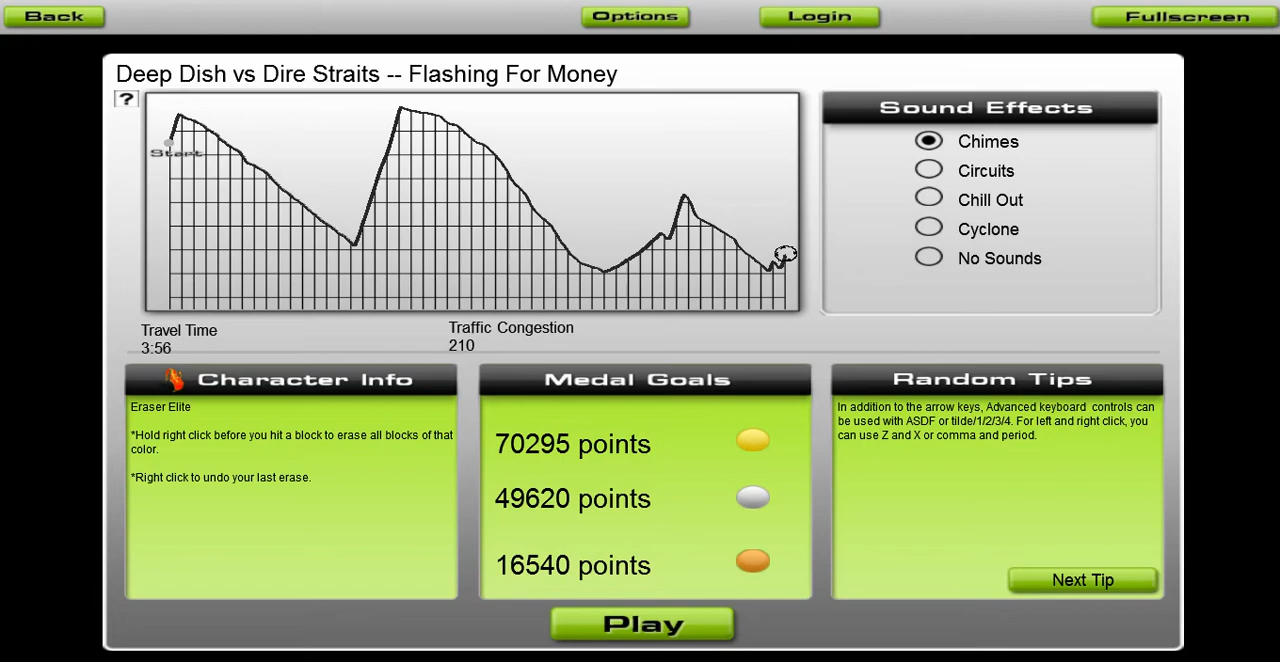 Back
Options
Login
Fullscreen
Deep Dish vs Dire Straits -- Flashing For Money
?
Start
Travel Time
3:56
Traffic Congestion
210
Sound Effects
Chimes
Circuits
Chill Out
Cyclone
No Sounds
Character Info
Eraser Elite
*Hold right click before you hit a block to erase all blocks of that
color.
*Right click to undo your last erase.
Medal Goals
70295 points
49620 points
16540 points
Random Tips
In addition to the arrow keys, Advanced keyboard controls can
be used with ASDF or tilde/1/2/3/4. For left and right click, you
can use Z and X or comma and period.
Next Tip
Play